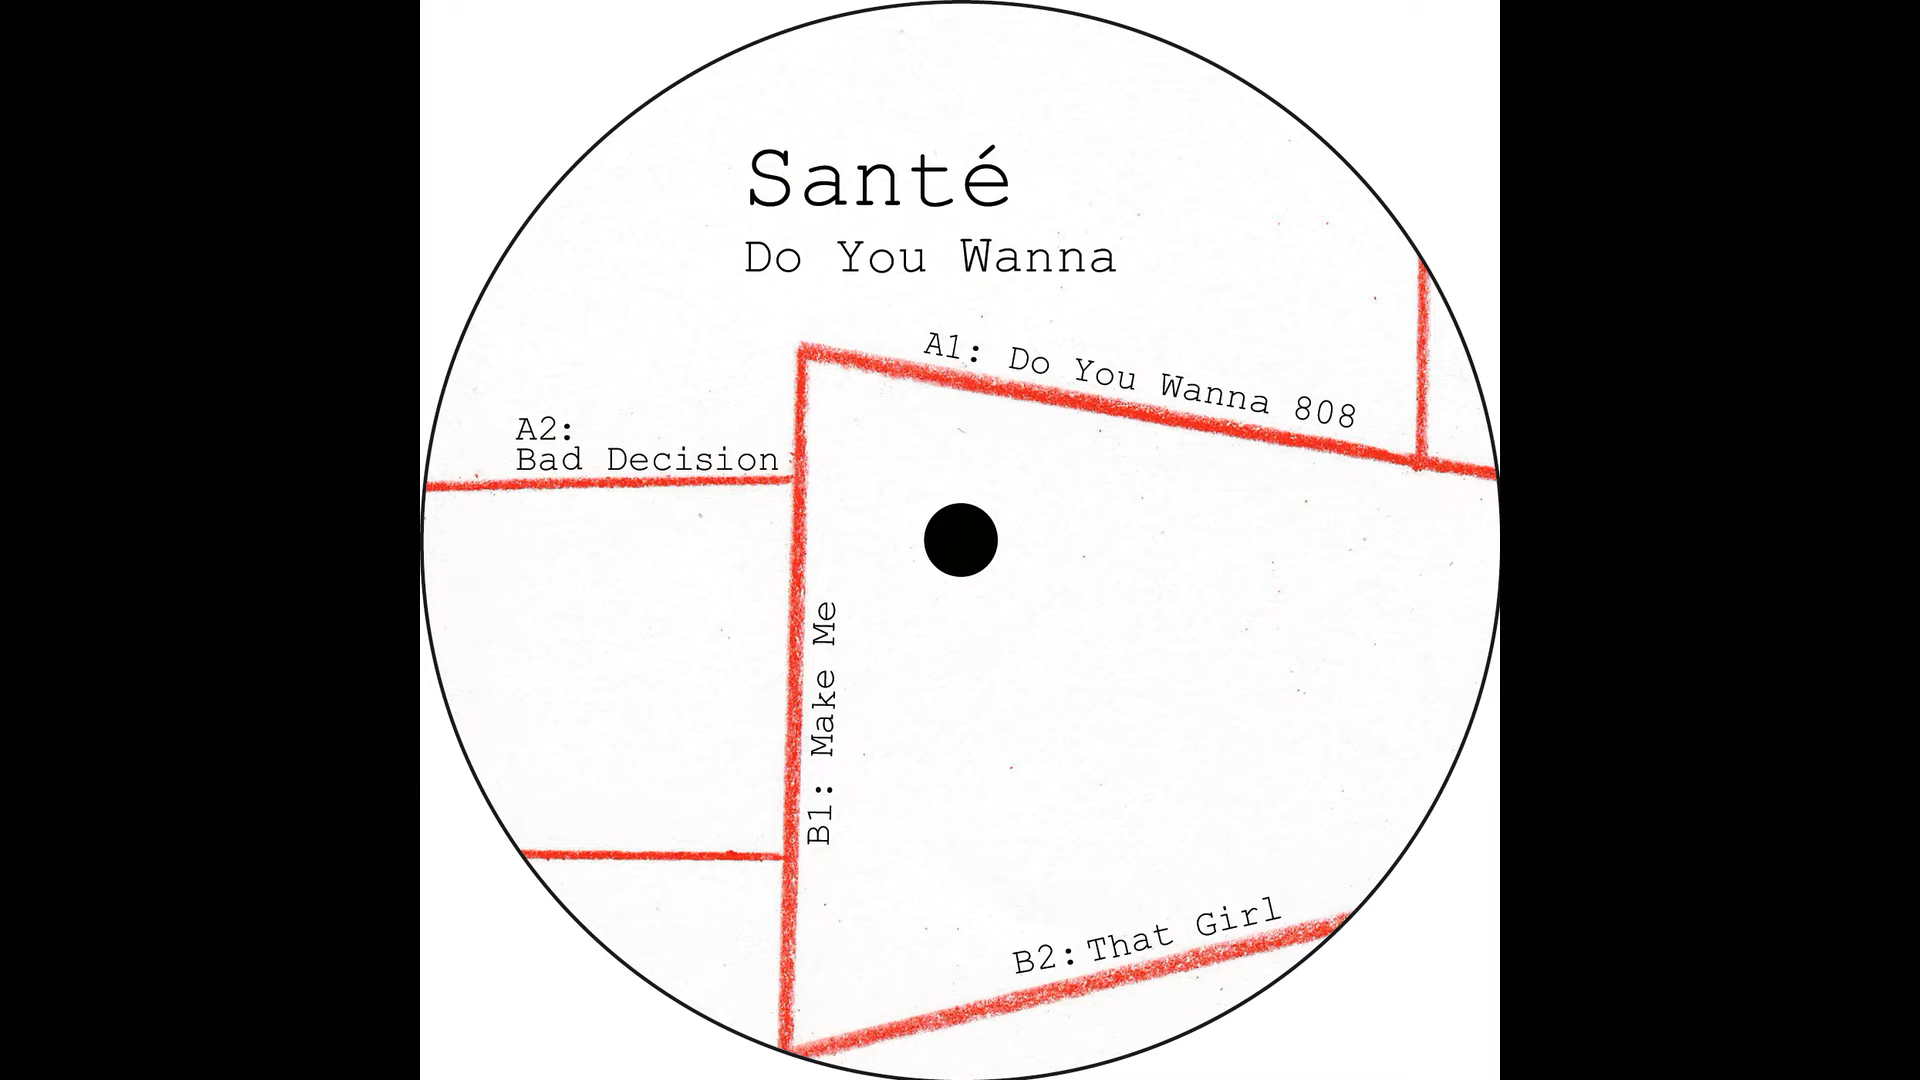 Santé
Do You Wanna
A1: Do You Wanna 808
A2:
Bad Decision
B1: Make Me
B2: That Girl